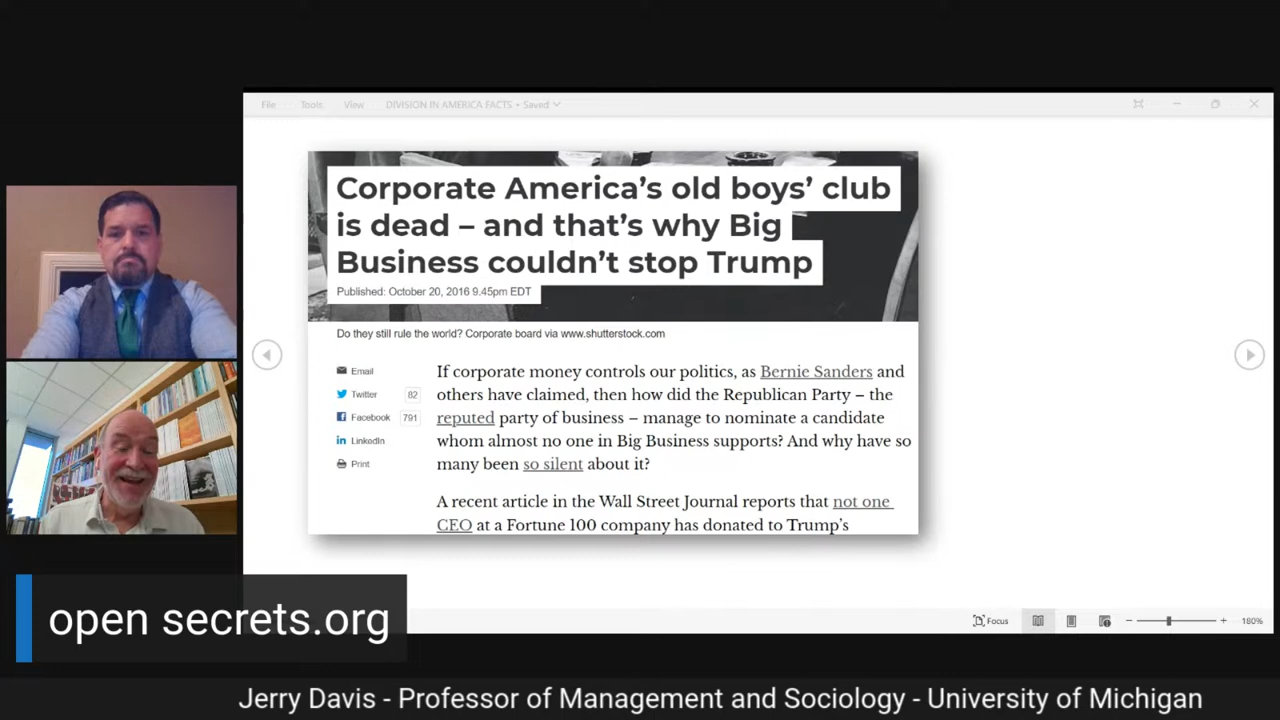 File Tools View DIVISION IN AMERICA FACTS • Saved
Corporate America's old boys' club
is dead – and that's why Big
Business couldn't stop Trump
Published: October 20, 2016 9.45pm EDT
Do they still rule the world? Corporate board via www.shutterstock.com
Email
Twitter 82
Facebook 791
LinkedIn
Print
If corporate money controls our politics, as Bernie Sanders and
others have claimed, then how did the Republican Party – the
reputed party of business – manage to nominate a candidate
whom almost no one in Big Business supports? And why have so
many been so silent about it?
A recent article in the Wall Street Journal reports that not one
CEO at a Fortune 100 company has donated to Trump's
Focus
180%
open secrets.org
Jerry Davis - Professor of Management and Sociology - University of Michigan